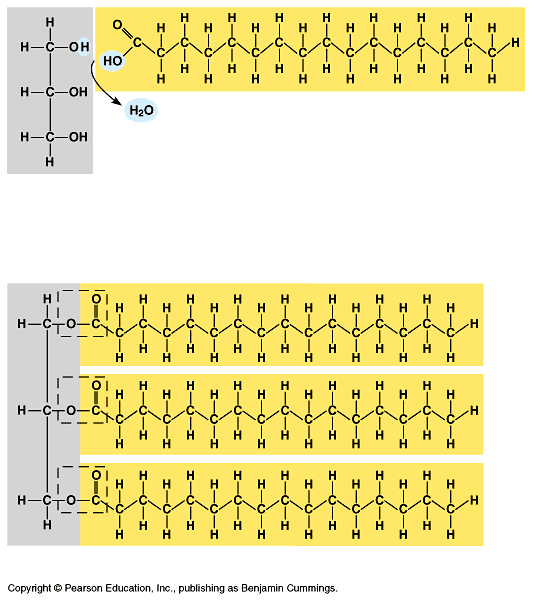 H
O H H H H H H H H H H H H H H H
H–C–OH C C C C C C C C C C C C C C C C H
HO H H H H H H H H H H H H H H H
H–C–OH
H₂O
H–C–OH
H
H O H H H H H H H H H H H H H H H
H–C–O–C C C C C C C C C C C C C C C C H
H H H H H H H H H H H H H H H
O H H H H H H H H H H H H H H H
H–C–O–C C C C C C C C C C C C C C C C H
H H H H H H H H H H H H H H H
O H H H H H H H H H H H H H H H
H–C–O–C C C C C C C C C C C C C C C C H
H H H H H H H H H H H H H H H H
Copyright © Pearson Education, Inc., publishing as Benjamin Cummings.